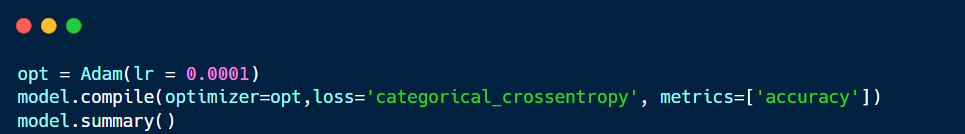 opt = Adam(lr = 0.0001)
model.compile(optimizer=opt,loss='categorical_crossentropy', metrics=['accuracy'])
model.summary()